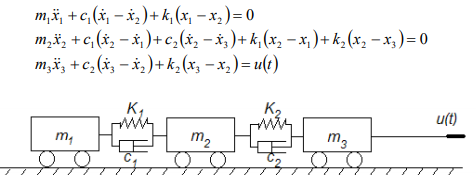 m₁ẍ₁ + c₁(ẋ₁ − ẋ₂) + k₁(x₁ − x₂) = 0
m₂ẍ₂ + c₁(ẋ₂ − ẋ₁) + c₂(ẋ₂ − ẋ₃) + k₁(x₂ − x₁) + k₂(x₂ − x₃) = 0
m₃ẍ₃ + c₂(ẋ₃ − ẋ₂) + k₂(x₃ − x₂) = u(t)
K₁ K₂ u(t)
m₁ m₂ m₃
c₁ c₂